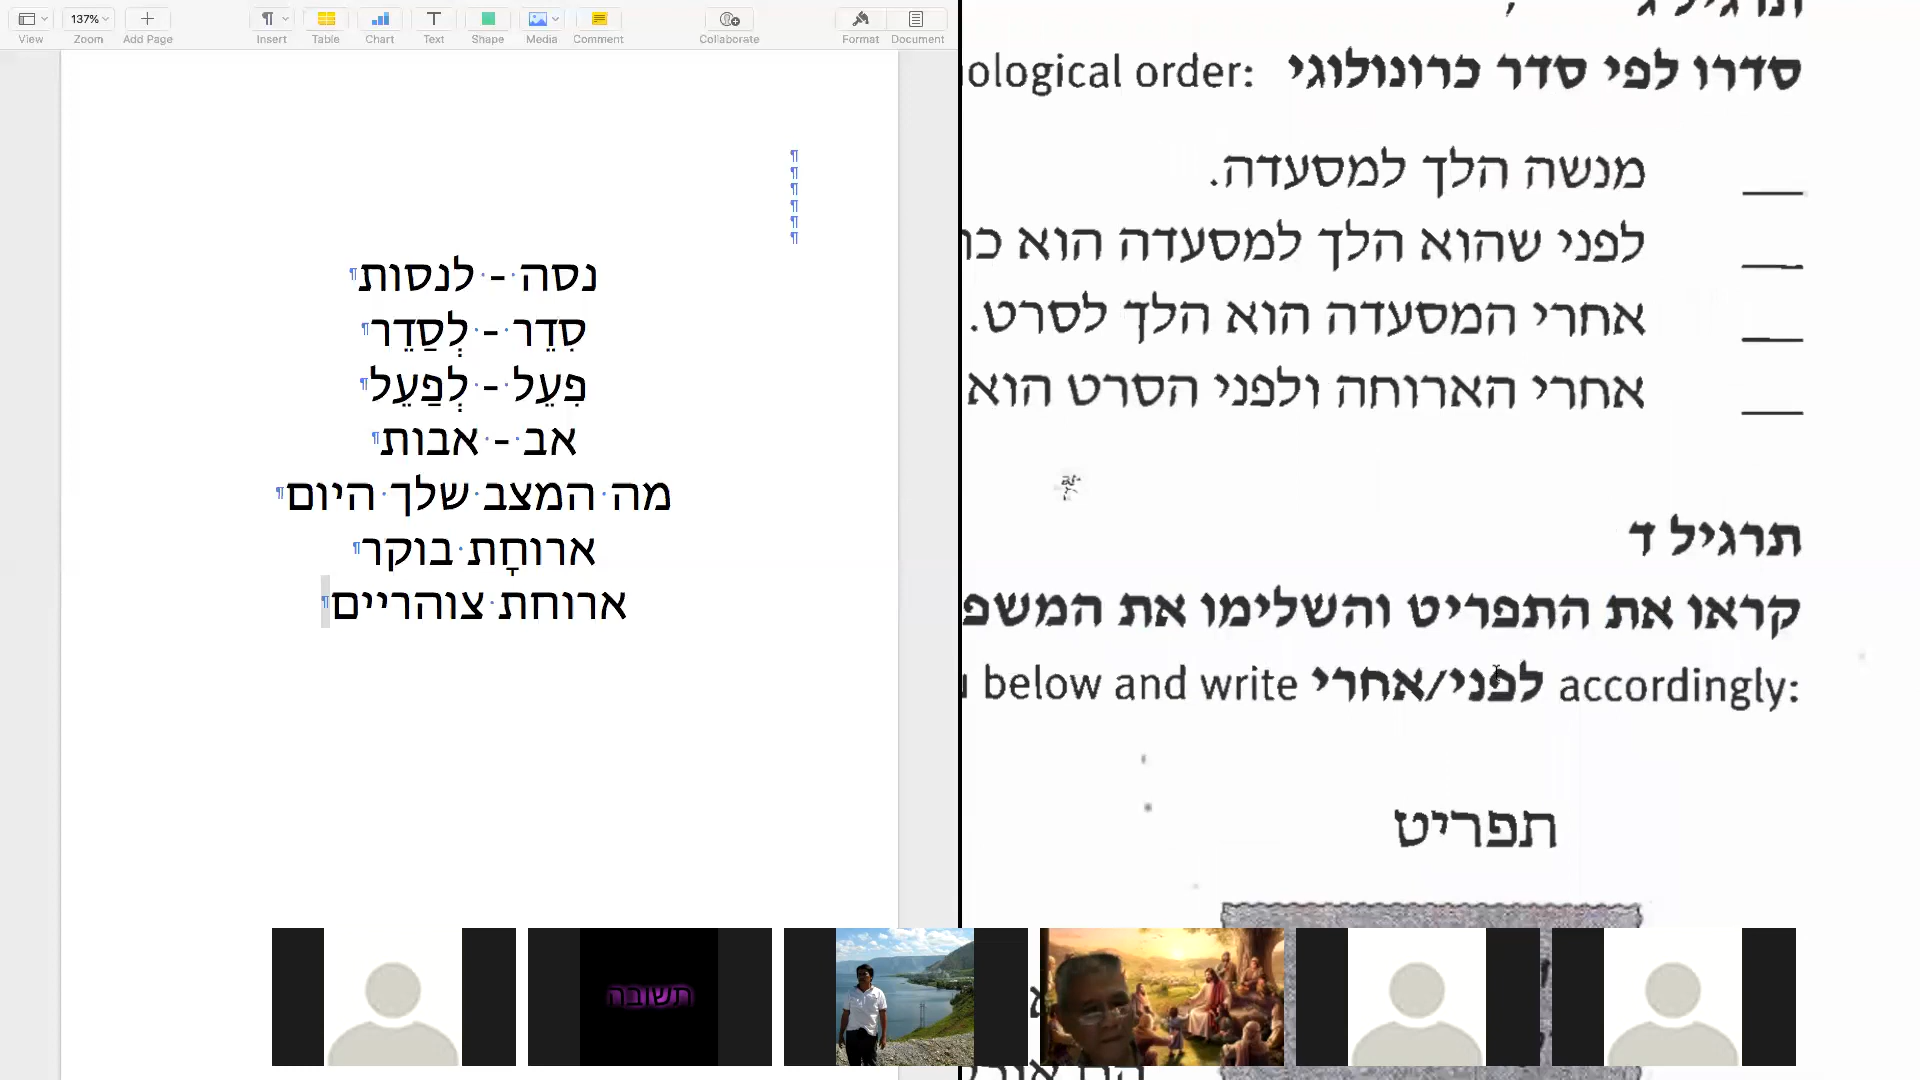 View
137%
Zoom
Add Page
Insert
Table
Chart
Text
Shape
Media
Comment
Collaborate
Format
Document
נסה - לנסות
סִדֵר - לְסַדֵר
פִעֵל - לְפַעֵל
אב - אבות
מה המצב שלך היום
ארוחָת בוקר
ארוחת צוהריים
תרגיל ג
סדרו לפי סדר כרונולוגי ological order:
מנשה הלך למסעדה.
לפני שהוא הלך למסעדה הוא
אחרי המסעדה הוא הלך לסרט.
אחרי הארוחה ולפני הסרט הוא
תרגיל ד
קראו את התפריט והשלימו את המשפ
below and write לפני/אחרי accordingly:
תפריט
תשובה